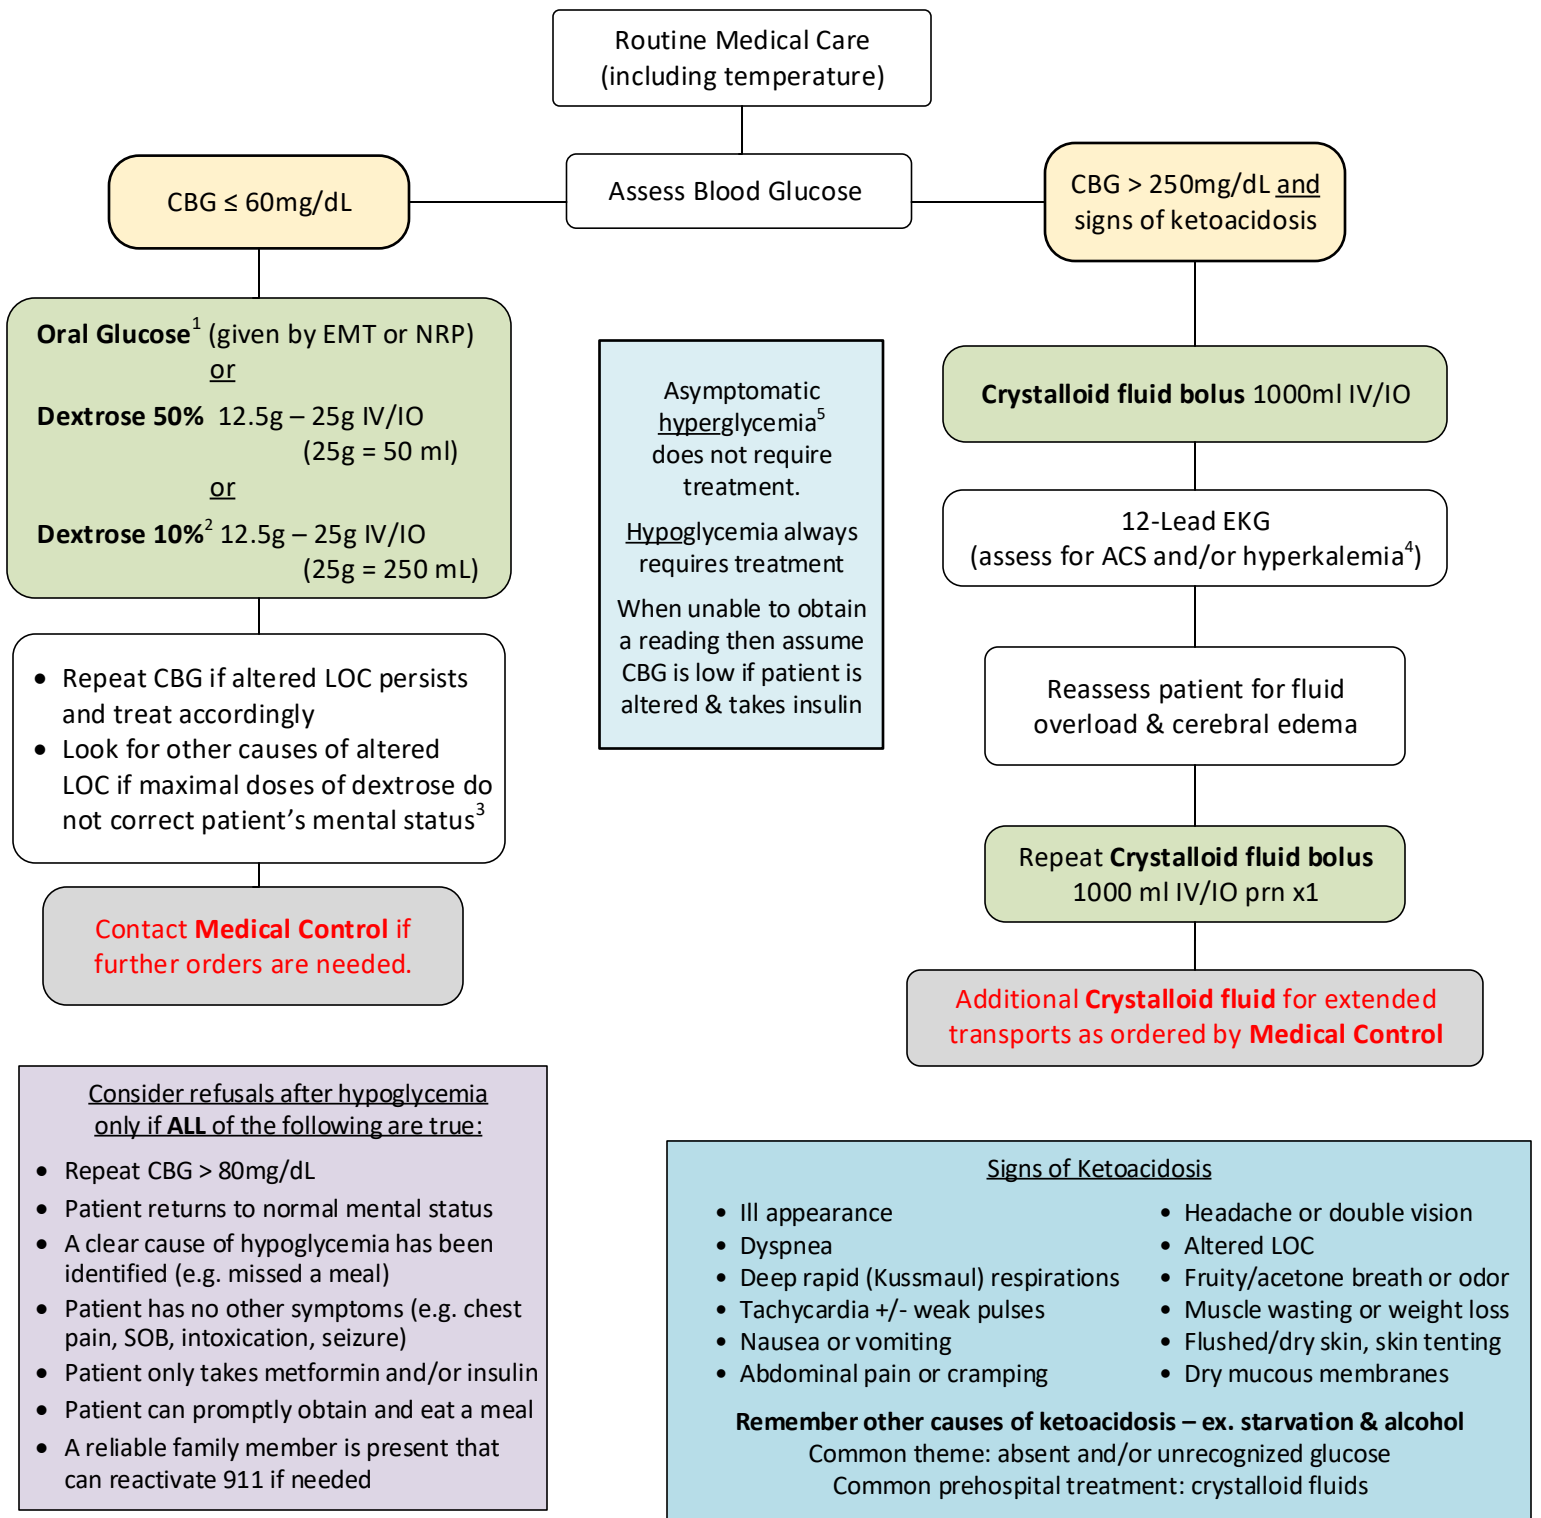 Routine Medical Care
(including temperature)
Assess Blood Glucose
CBG ≤ 60mg/dL
CBG > 250mg/dL and
signs of ketoacidosis
Oral Glucose1 (given by EMT or NRP)
or
Dextrose 50% 12.5g – 25g IV/IO
(25g = 50 ml)
or
Dextrose 10%2 12.5g – 25g IV/IO
(25g = 250 mL)
• Repeat CBG if altered LOC persists
and treat accordingly
• Look for other causes of altered
LOC if maximal doses of dextrose do
not correct patient’s mental status3
Contact Medical Control if
further orders are needed.
Asymptomatic
hyperglycemia5
does not require
treatment.
Hypoglycemia always
requires treatment
When unable to obtain
a reading then assume
CBG is low if patient is
altered & takes insulin
Crystalloid fluid bolus 1000ml IV/IO
12-Lead EKG
(assess for ACS and/or hyperkalemia4)
Reassess patient for fluid
overload & cerebral edema
Repeat Crystalloid fluid bolus
1000 ml IV/IO prn x1
Additional Crystalloid fluid for extended
transports as ordered by Medical Control
Consider refusals after hypoglycemia
only if ALL of the following are true:
• Repeat CBG > 80mg/dL
• Patient returns to normal mental status
• A clear cause of hypoglycemia has been
identified (e.g. missed a meal)
• Patient has no other symptoms (e.g. chest
pain, SOB, intoxication, seizure)
• Patient only takes metformin and/or insulin
• Patient can promptly obtain and eat a meal
• A reliable family member is present that
can reactivate 911 if needed
Signs of Ketoacidosis
• Ill appearance
• Dyspnea
• Deep rapid (Kussmaul) respirations
• Tachycardia +/- weak pulses
• Nausea or vomiting
• Abdominal pain or cramping
• Headache or double vision
• Altered LOC
• Fruity/acetone breath or odor
• Muscle wasting or weight loss
• Flushed/dry skin, skin tenting
• Dry mucous membranes
Remember other causes of ketoacidosis – ex. starvation & alcohol
Common theme: absent and/or unrecognized glucose
Common prehospital treatment: crystalloid fluids